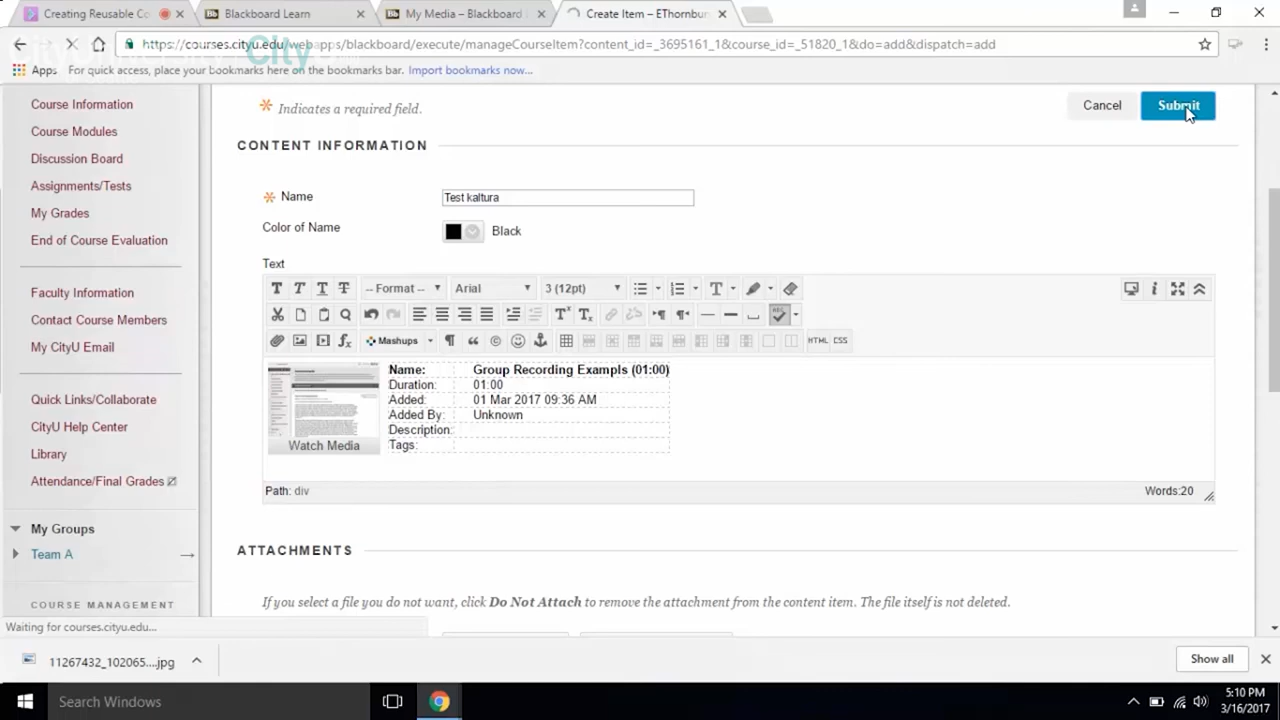 Creating Reusable Co
Blackboard Learn
My Media – Blackboard
Create Item – EThornbur
https://courses.cityu.edu/webapps/blackboard/execute/manageCourseItem?content_id=_3695161_1&course_id=_51820_1&do=add&dispatch=add
Apps
For quick access, place your bookmarks here on the bookmarks bar. Import bookmarks now...
CityU
Course Information
Course Modules
Discussion Board
Assignments/Tests
My Grades
End of Course Evaluation
Faculty Information
Contact Course Members
My CityU Email
Quick Links/Collaborate
CityU Help Center
Library
Attendance/Final Grades
My Groups
Team A
COURSE MANAGEMENT
Indicates a required field.
Cancel
Submit
CONTENT INFORMATION
Name
Test kaltura
Color of Name
Black
Text
T T T T -- Format -- Arial 3 (12pt)
Mashups
HTML CSS
Watch Media
Name: Group Recording Exampls (01:00)
Duration: 01:00
Added: 01 Mar 2017 09:36 AM
Added By: Unknown
Description:
Tags:
Path: div
Words:20
ATTACHMENTS
If you select a file you do not want, click Do Not Attach to remove the attachment from the content item. The file itself is not deleted.
Waiting for courses.cityu.edu...
11267432_102065....jpg
Show all
Search Windows
5:10 PM
3/16/2017